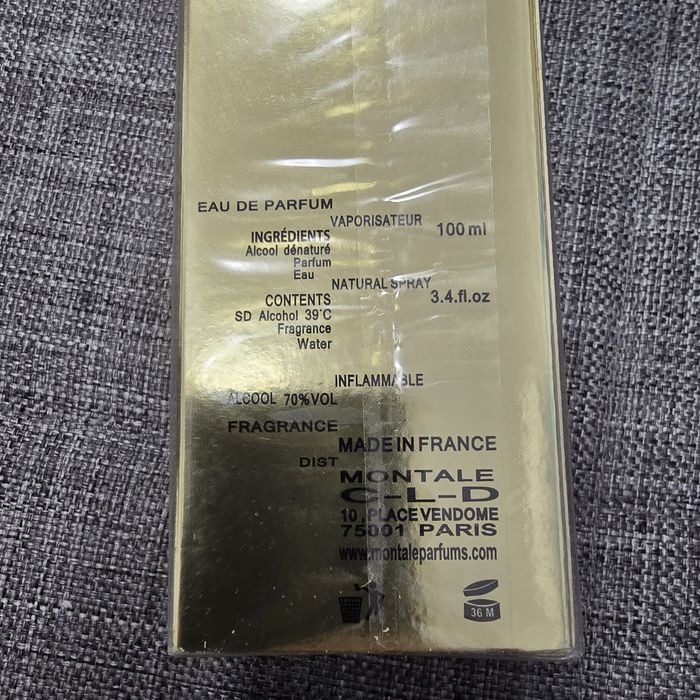 EAU DE PARFUM
VAPORISATEUR
100 ml
INGRÉDIENTS
Alcool dénaturé
Parfum
Eau
NATURAL SPRAY
3.4.fl.oz
CONTENTS
SD Alcohol 39°C
Fragrance
Water
INFLAMMABLE
ALCOOL 70%VOL
FRAGRANCE
MADE IN FRANCE
DIST
MONTALE
C-L-D
10, PLACE VENDOME
75001 PARIS
www.montaleparfums.com
36 M